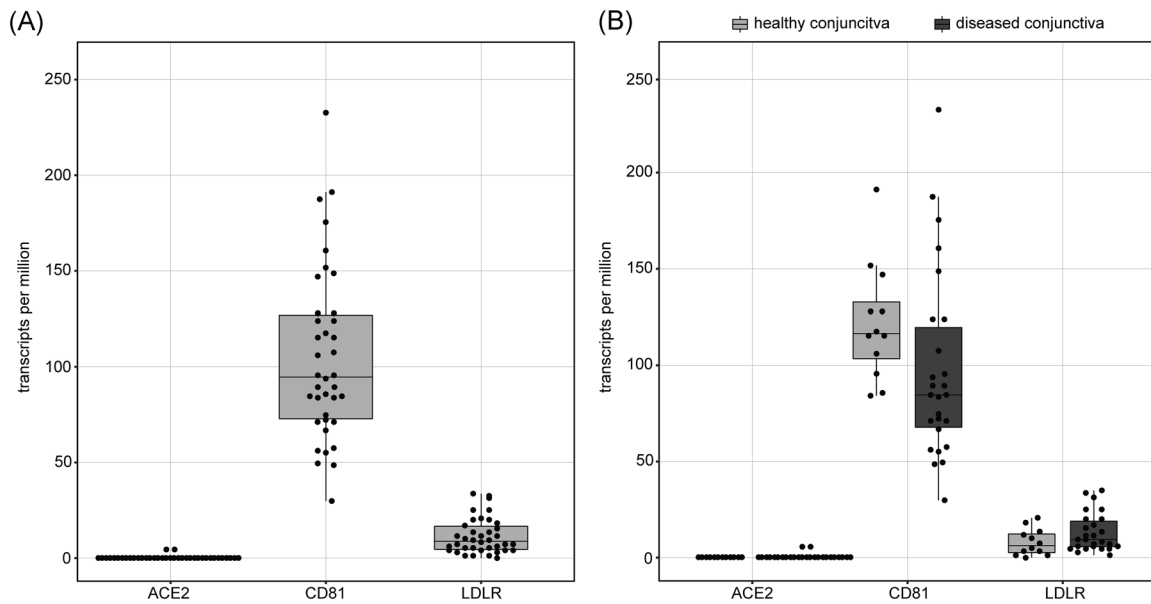 (A)
(B)
healthy conjuncitva
diseased conjunctiva
transcripts per million
250
200
150
100
50
0
ACE2
CD81
LDLR
transcripts per million
250
200
150
100
50
0
ACE2
CD81
LDLR